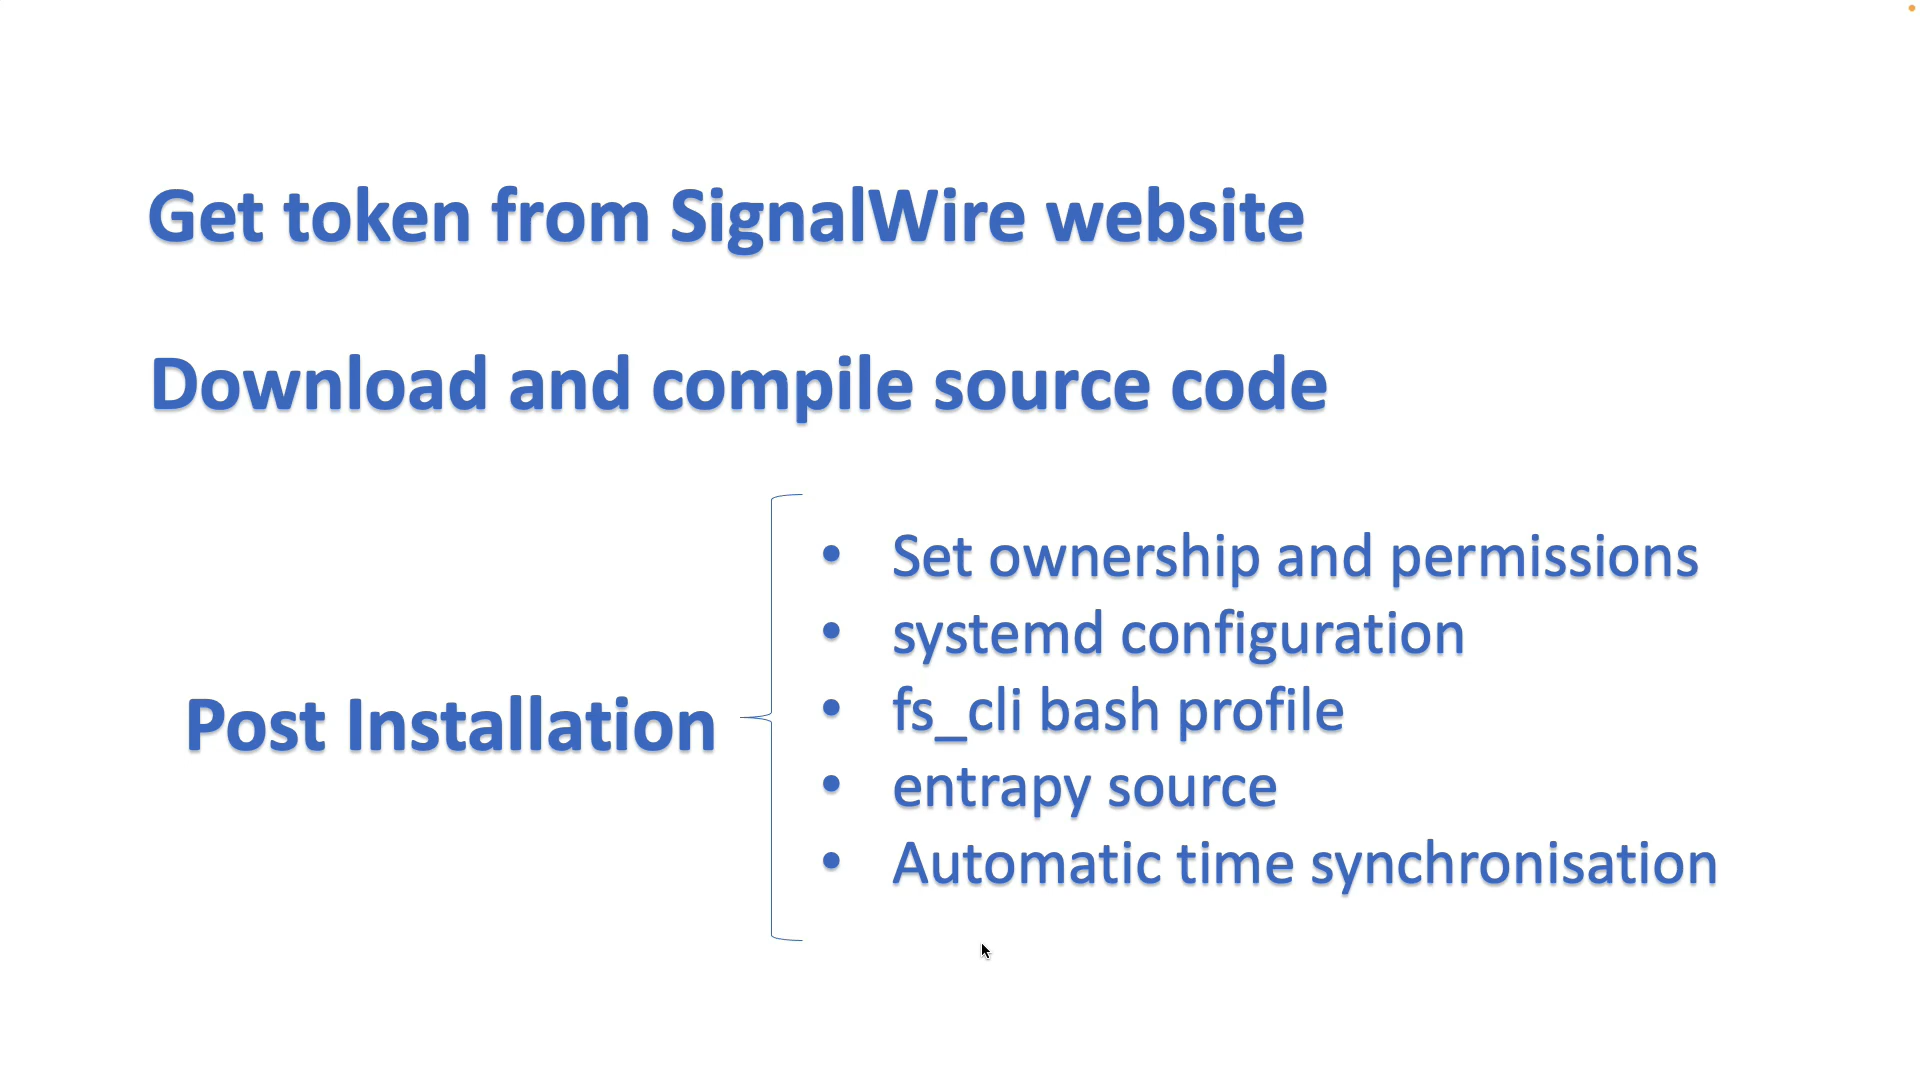 Get token from SignalWire website
Download and compile source code
Post Installation
• Set ownership and permissions
• systemd configuration
• fs_cli bash profile
• entrapy source
• Automatic time synchronisation